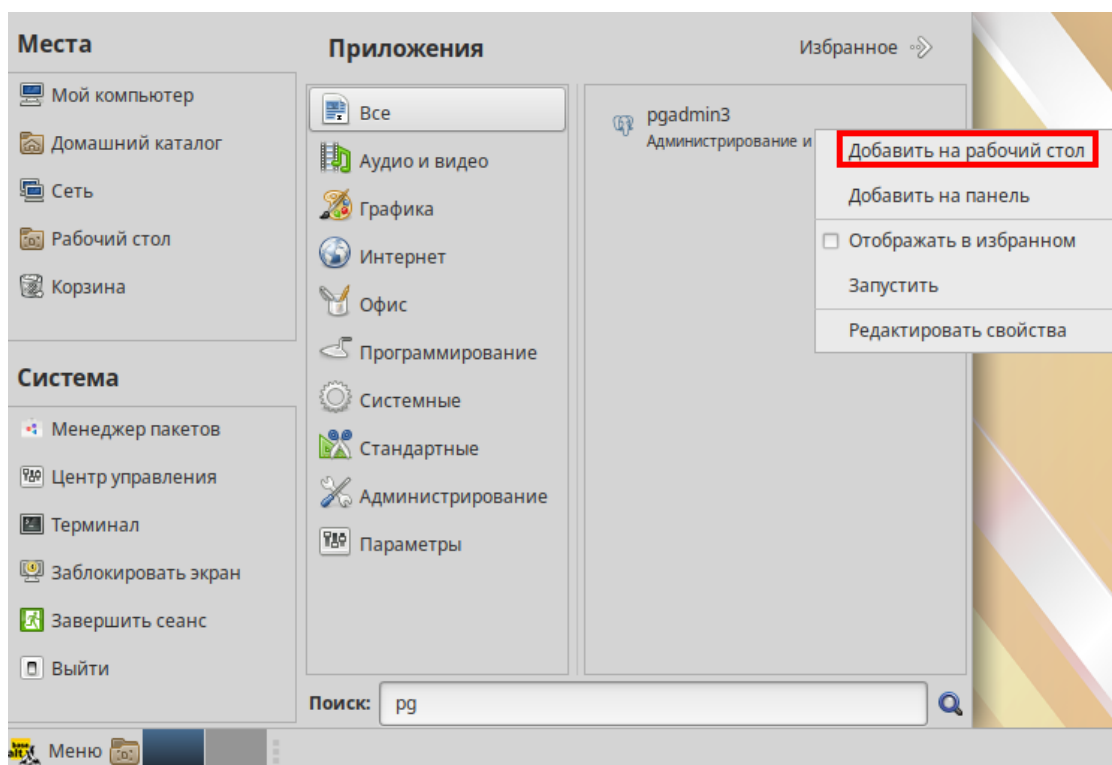 Места
Мой компьютер
Домашний каталог
Сеть
Рабочий стол
Корзина
Система
Менеджер пакетов
Центр управления
Терминал
Заблокировать экран
Завершить сеанс
Выйти
Приложения
Избранное
Все
Аудио и видео
Графика
Интернет
Офис
Программирование
Системные
Стандартные
Администрирование
Параметры
pgadmin3
Администрирование и
Добавить на рабочий стол
Добавить на панель
Отображать в избранном
Запустить
Редактировать свойства
Поиск: pg
base
alt
Меню